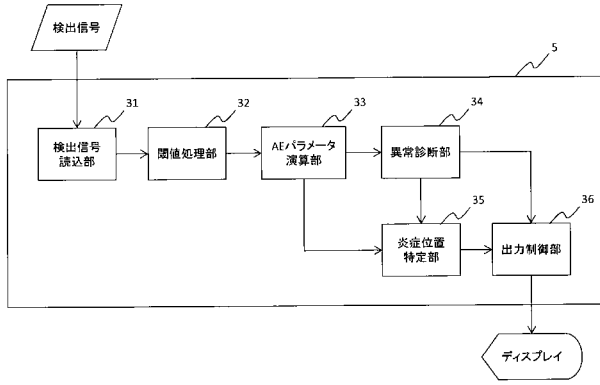 検出信号
5
31
32
33
34
検出信号
読込部
閾値処理部
AEパラメータ
演算部
異常診断部
35
36
炎症位置
特定部
出力制御部
ディスプレイ